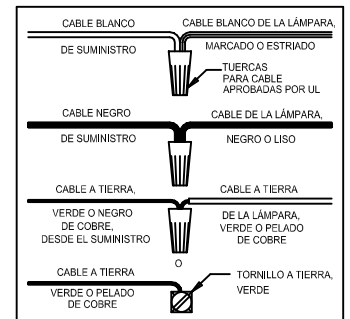 CABLE BLANCO
DE SUMINISTRO
CABLE BLANCO DE LA LÁMPARA,
MARCADO O ESTRIADO
TUERCAS
PARA CABLE
APROBADAS POR UL
CABLE NEGRO
DE SUMINISTRO
CABLE DE LA LÁMPARA,
NEGRO O LISO
CABLE A TIERRA,
VERDE O NEGRO
DE COBRE,
DESDE EL SUMINISTRO
CABLE A TIERRA
DE LA LÁMPARA,
VERDE O PELADO
DE COBRE
O
CABLE A TIERRA
VERDE O PELADO
DE COBRE
TORNILLO A TIERRA,
VERDE